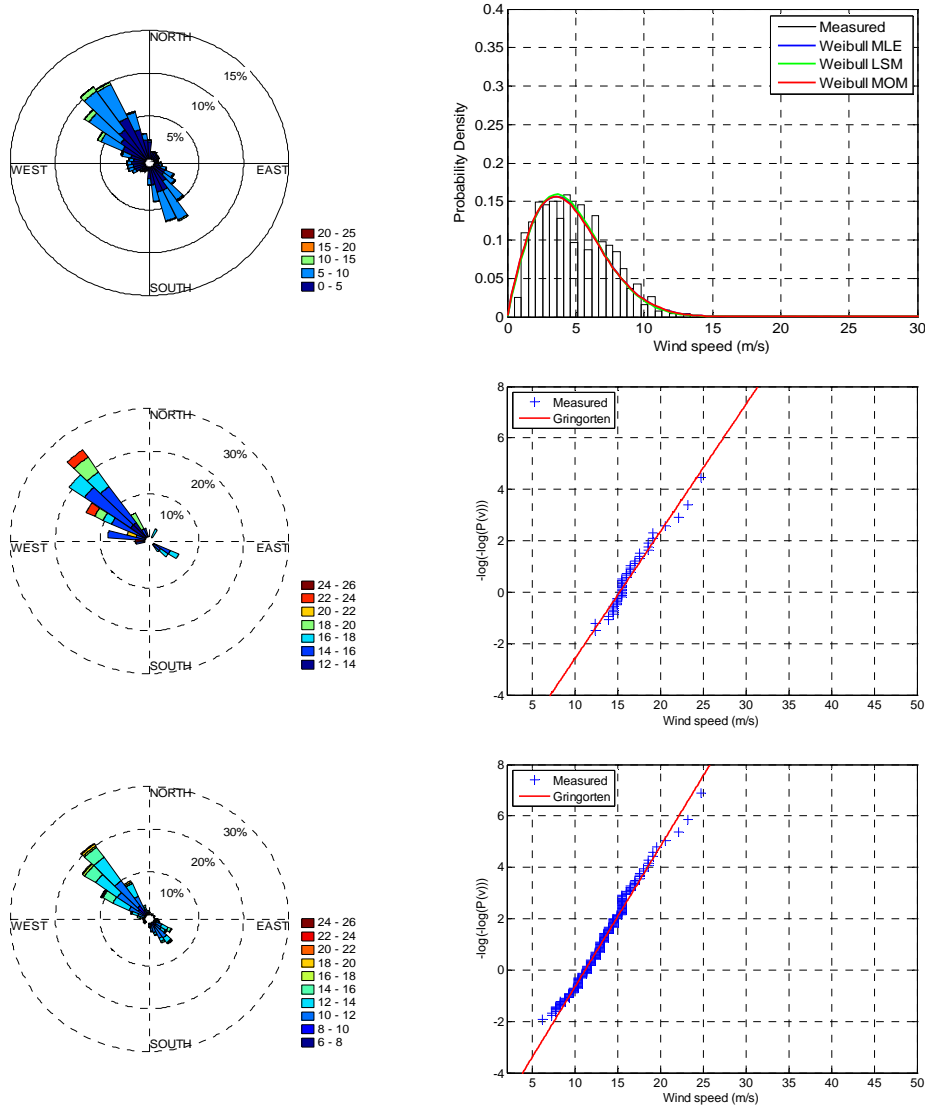 NORTH
15%
10%
5%
WEST
EAST
SOUTH
20 - 25
15 - 20
10 - 15
5 - 10
0 - 5
0.4
0.35
0.3
0.25
0.2
0.15
0.1
0.05
0
Probability Density
Measured
Weibull MLE
Weibull LSM
Weibull MOM
0 5 10 15 20 25 30
Wind speed (m/s)
NORTH
30%
20%
10%
WEST
EAST
SOUTH
24 - 26
22 - 24
20 - 22
18 - 20
16 - 18
14 - 16
12 - 14
8
6
4
2
0
-2
-4
-log(-log(P(v)))
Measured
Gringorten
5 10 15 20 25 30 35 40 45 50
Wind speed (m/s)
NORTH
30%
20%
10%
WEST
EAST
SOUTH
24 - 26
22 - 24
20 - 22
18 - 20
16 - 18
14 - 16
12 - 14
10 - 12
8 - 10
6 - 8
8
6
4
2
0
-2
-4
-log(-log(P(v)))
Measured
Gringorten
5 10 15 20 25 30 35 40 45 50
Wind speed (m/s)